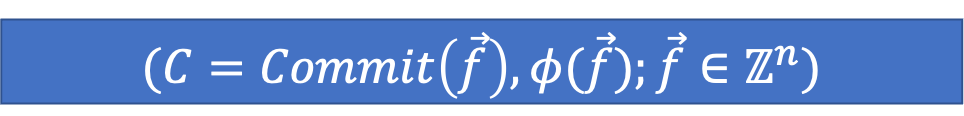 (C = Commit(f⃗), ϕ(f⃗); f⃗ ∈ ℤⁿ)